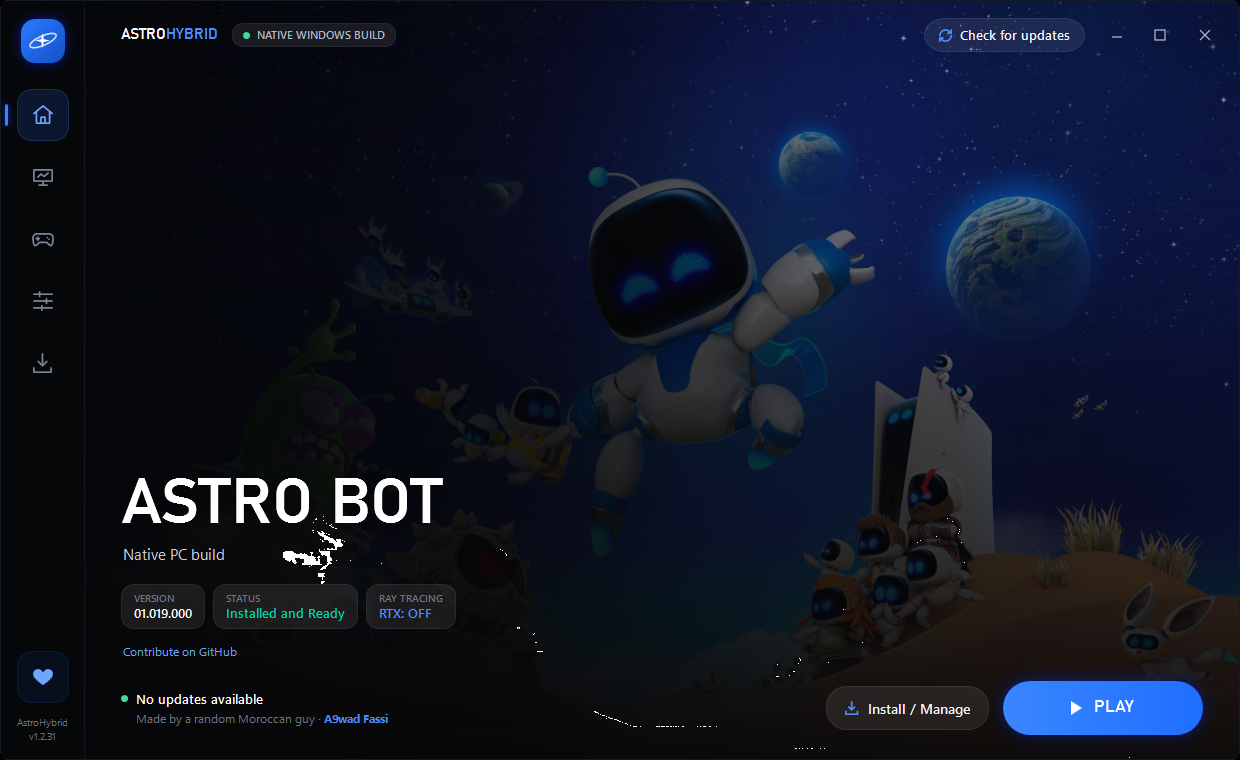 ASTROHYBRID
NATIVE WINDOWS BUILD
Check for updates
ASTRO BOT
Native PC build
VERSION
01.019.000
STATUS
Installed and Ready
RAY TRACING
RTX: OFF
Contribute on GitHub
No updates available
Made by a random Moroccan guy · A9wad Fassi
Install / Manage
PLAY
AstroHybrid
v1.2.31